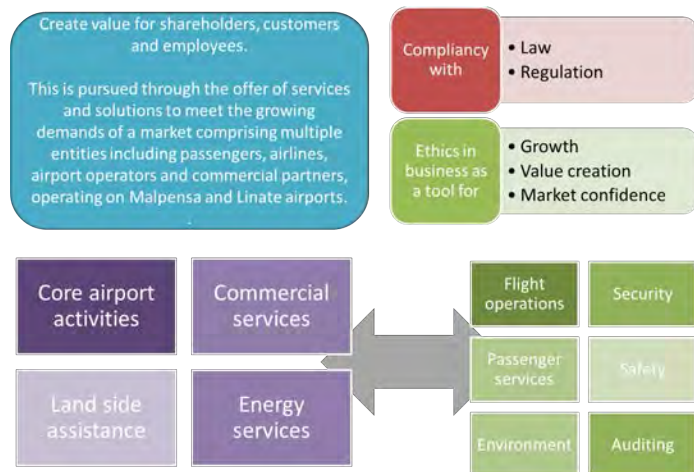 Create value for shareholders, customers
and employees.
This is pursued through the offer of services
and solutions to meet the growing
demands of a market comprising multiple
entities including passengers, airlines,
airport operators and commercial partners,
operating on Malpensa and Linate airports.
.
Compliancy
with
• Law
• Regulation
Ethics in
business as
a tool for
• Growth
• Value creation
• Market confidence
Core airport
activities
Commercial
services
Land side
assistance
Energy
services
Flight
operations
Security
Passenger
services
Safety
Environment
Auditing